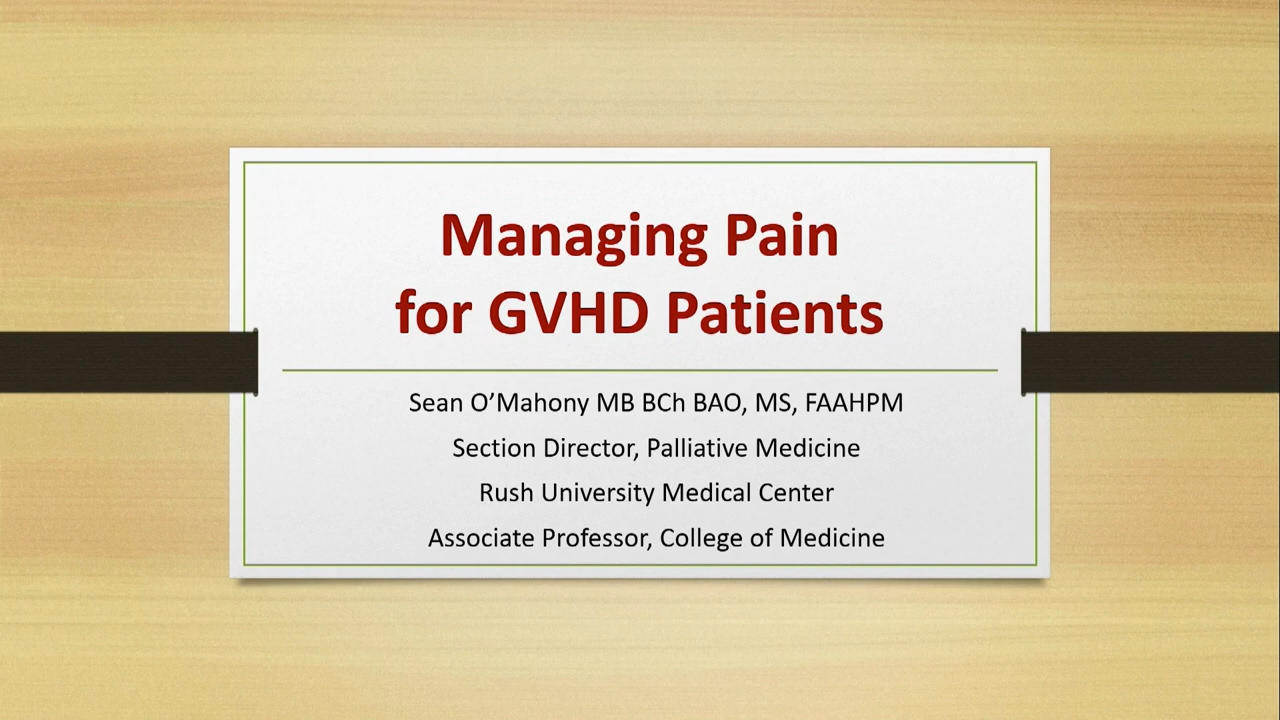 Managing Pain
for GVHD Patients
Sean O’Mahony MB BCh BAO, MS, FAAHPM
Section Director, Palliative Medicine
Rush University Medical Center
Associate Professor, College of Medicine